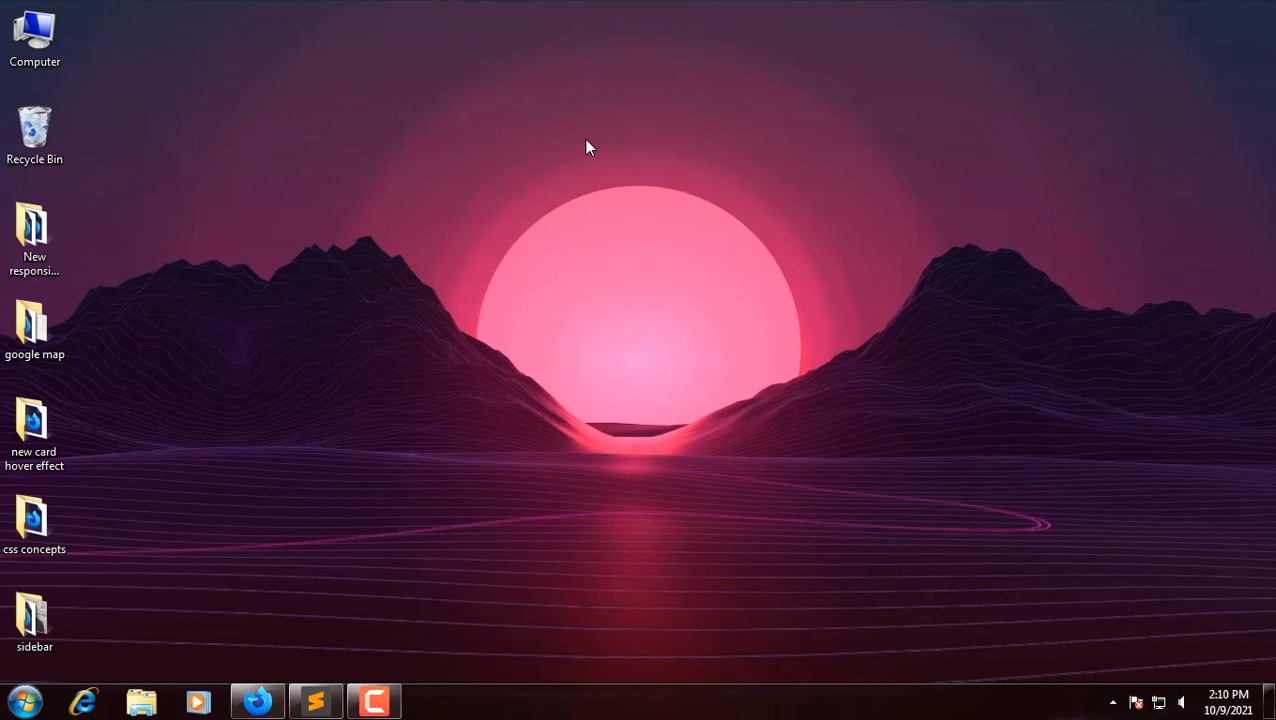 Computer
Recycle Bin
New
responsi...
google map
new card
hover effect
css concepts
sidebar
2:10 PM
10/9/2021